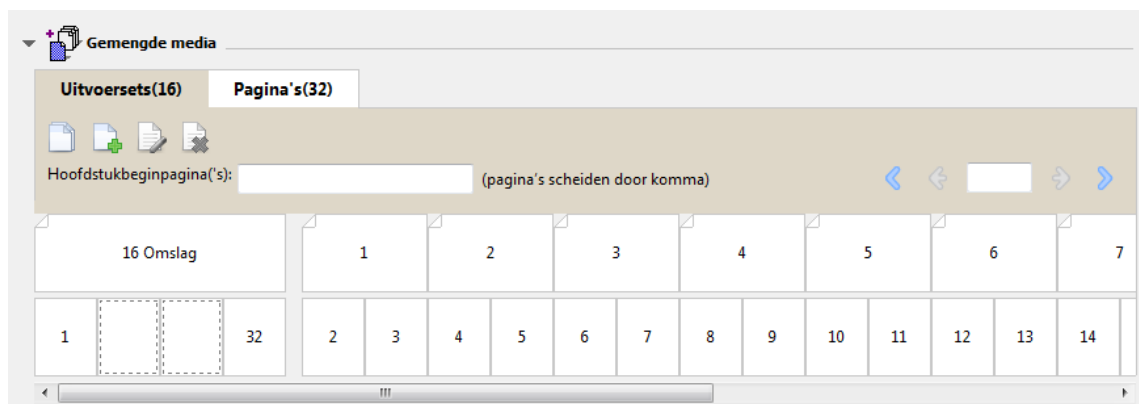 Gemengde media
Uitvoersets(16) Pagina's(32)
Hoofdstukbeginpagina('s): (pagina's scheiden door komma)
16 Omslag 1 2 3 4 5 6 7
1 32 2 3 4 5 6 7 8 9 10 11 12 13 14